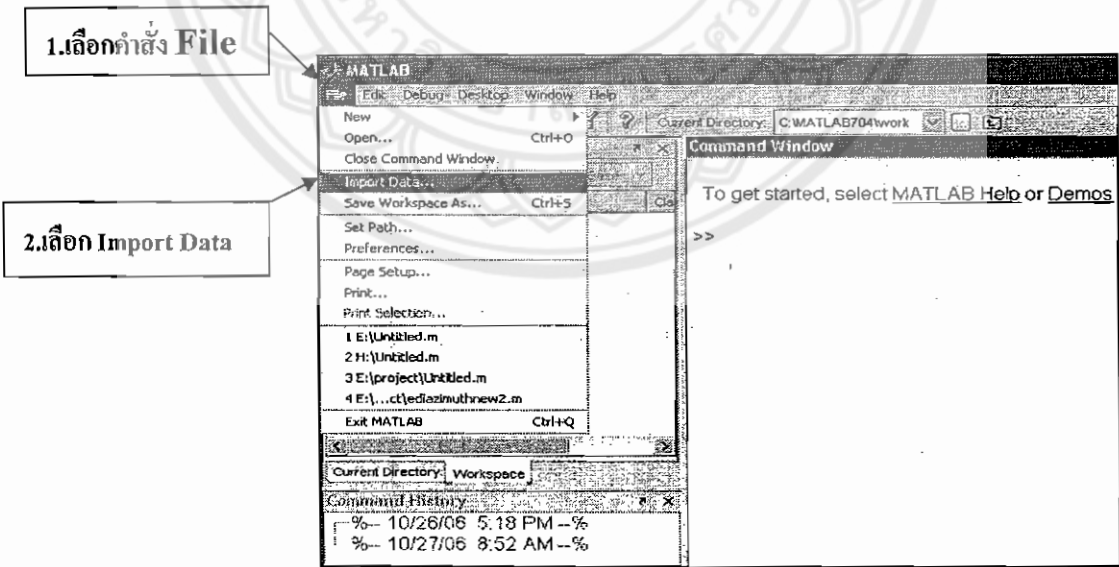 1.เลือกคำสั่ง File
2.เลือก Import Data
MATLAB
File Edit Debug Desktop Window Help
New
Open... Ctrl+O
Close Command Window
Import Data...
Save Workspace As... Ctrl+S
Set Path...
Preferences...
Page Setup...
Print...
Print Selection...
1 E:\Untitled.m
2 H:\Untitled.m
3 E:\project\Untitled.m
4 E:\...ct\ediazimuthnew2.m
Exit MATLAB Ctrl+Q
Current Directory: C:\MATLAB704\work
Command Window
To get started, select MATLAB Help or Demos
>>
Current Directory Workspace
Command History
%-- 10/26/06 5:18 PM --%
%-- 10/27/06 8:52 AM --%